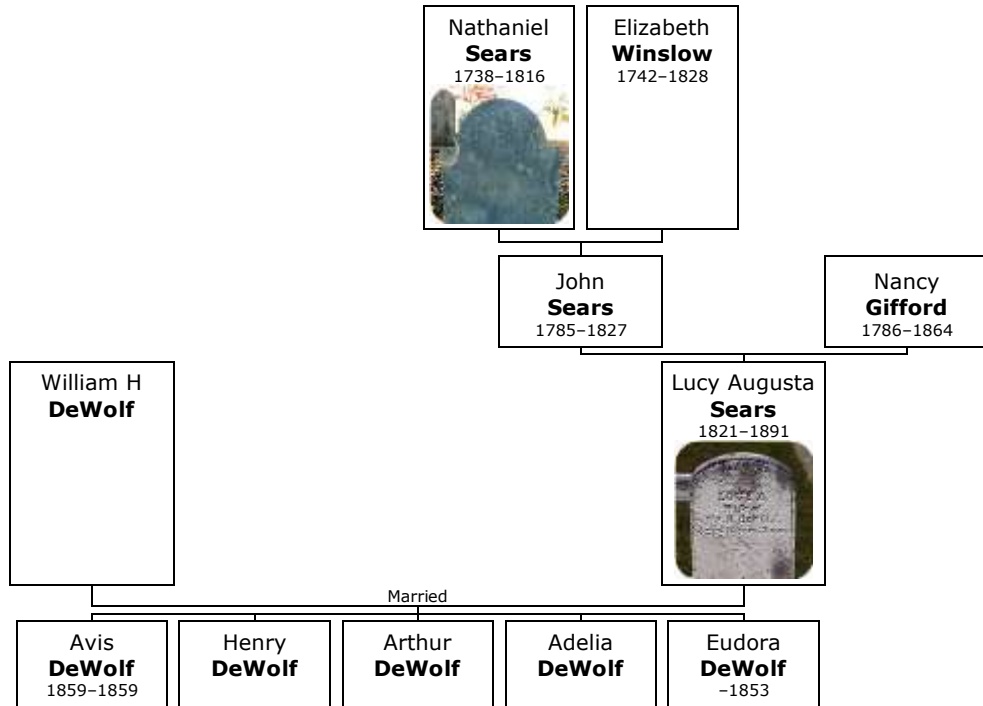 Nathaniel
Sears
1738–1816
Elizabeth
Winslow
1742–1828
John
Sears
1785–1827
Nancy
Gifford
1786–1864
William H
DeWolf
Lucy Augusta
Sears
1821–1891
LUCY A
Married
Avis
DeWolf
1859–1859
Henry
DeWolf
Arthur
DeWolf
Adelia
DeWolf
Eudora
DeWolf
–1853